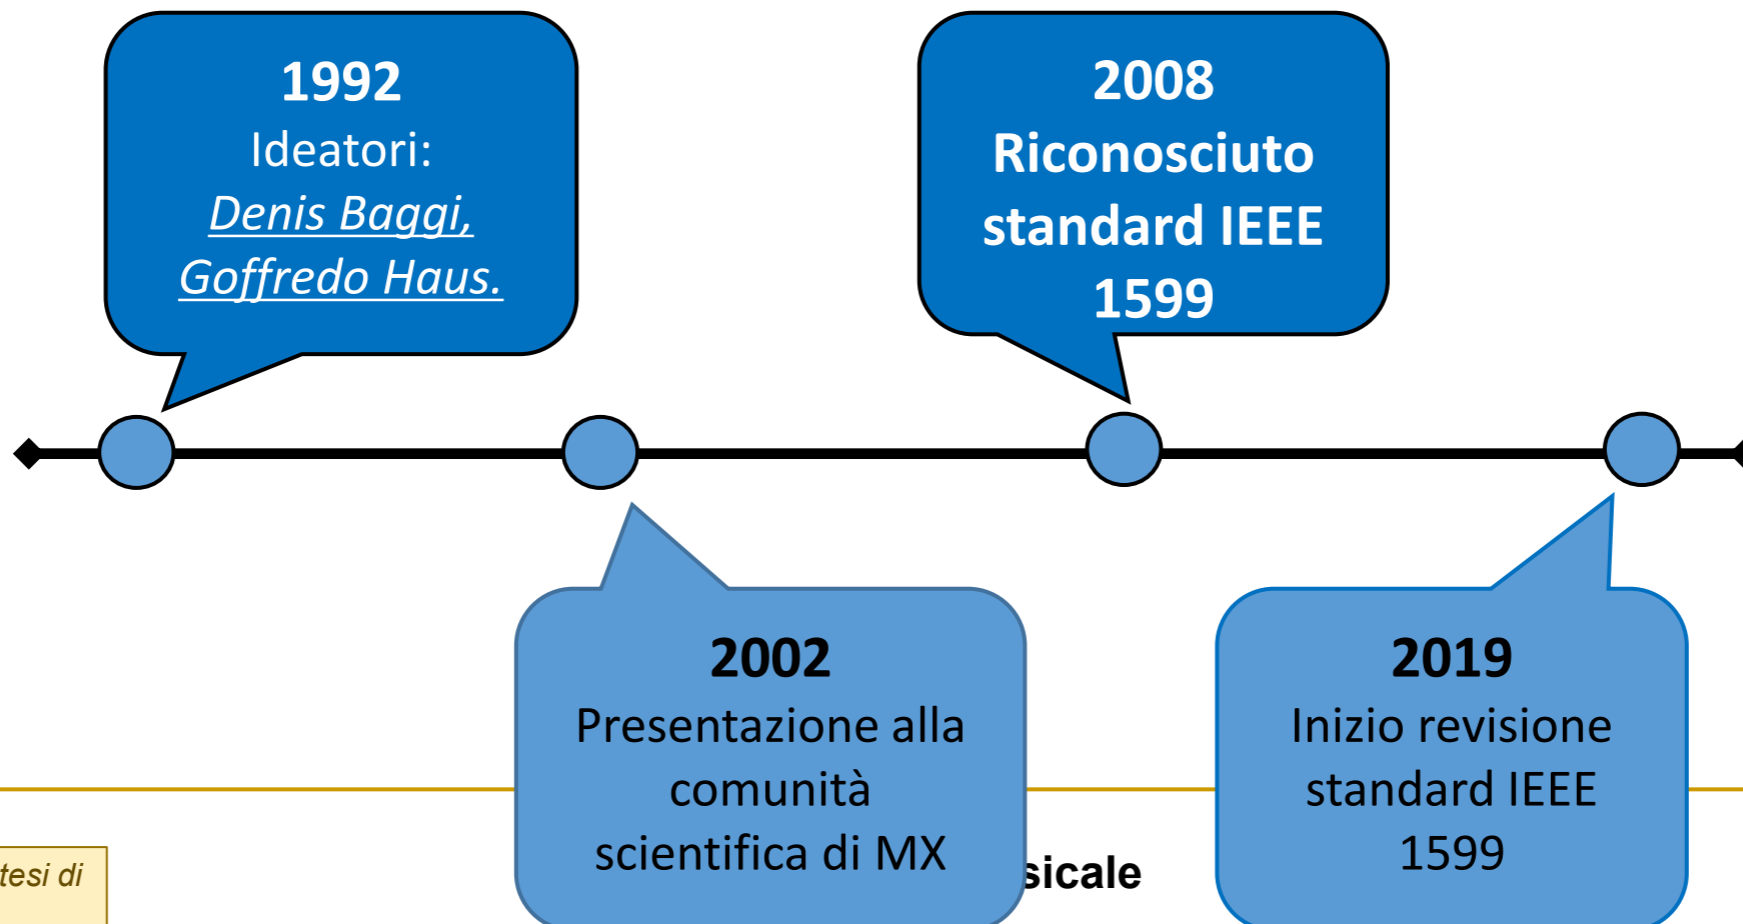 1992
Ideatori:
Denis Baggi,
Goffredo Haus.
2008
Riconosciuto
standard IEEE
1599
2002
Presentazione alla
comunità
scientifica di MX
2019
Inizio revisione
standard IEEE
1599
tesi di
sicale